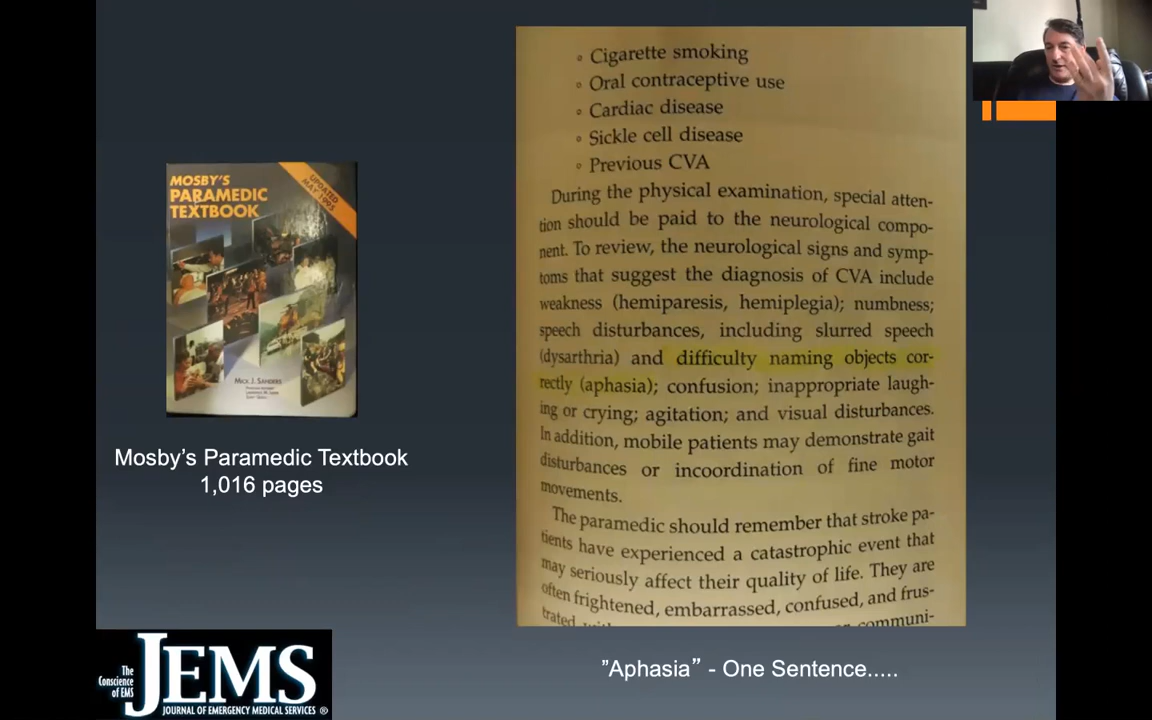 MOSBY'S
PARAMEDIC
TEXTBOOK
UPDATED
MAY 1995
MICK J. SANDERS
Mosby's Paramedic Textbook
1,016 pages
The
Conscience
of EMS
JEMS
JOURNAL OF EMERGENCY MEDICAL SERVICES ®
◦ Cigarette smoking
◦ Oral contraceptive use
◦ Cardiac disease
◦ Sickle cell disease
◦ Previous CVA
During the physical examination, special atten-
tion should be paid to the neurological compo-
nent. To review, the neurological signs and symp-
toms that suggest the diagnosis of CVA include
weakness (hemiparesis, hemiplegia); numbness;
speech disturbances, including slurred speech
(dysarthria) and difficulty naming objects cor-
rectly (aphasia); confusion; inappropriate laugh-
ing or crying; agitation; and visual disturbances.
In addition, mobile patients may demonstrate gait
disturbances or incoordination of fine motor
movements.
The paramedic should remember that stroke pa-
tients have experienced a catastrophic event that
may seriously affect their quality of life. They are
often frightened, embarrassed, confused, and frus-
trated communi-
”Aphasia” - One Sentence.....